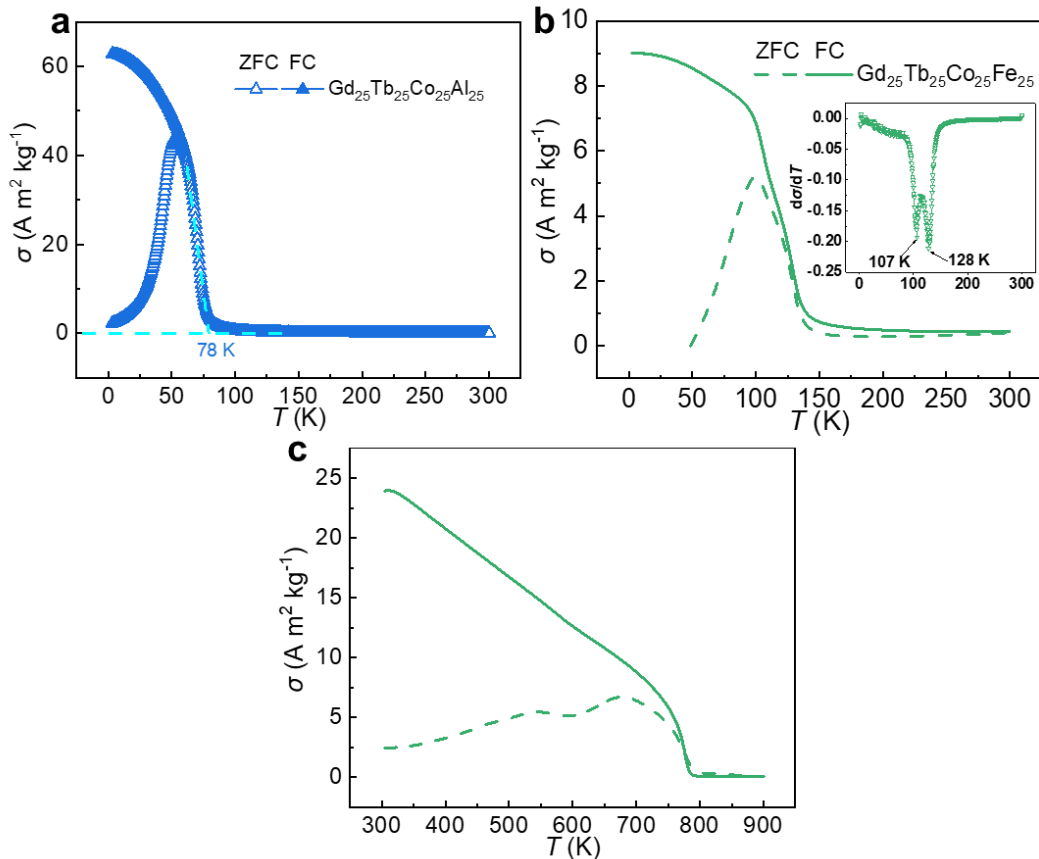 a
ZFC FC
Gd₂₅Tb₂₅Co₂₅Al₂₅
σ (A m² kg⁻¹)
60
40
20
0
78 K
0 50 100 150 200 250 300
T (K)
b
ZFC FC
Gd₂₅Tb₂₅Co₂₅Fe₂₅
σ (A m² kg⁻¹)
10
8
6
4
2
0
dσ/dT
0.00
-0.05
-0.10
-0.15
-0.20
-0.25
107 K
128 K
0 100 200 300
0 50 100 150 200 250 300
T (K)
c
σ (A m² kg⁻¹)
25
20
15
10
5
0
300 400 500 600 700 800 900
T (K)